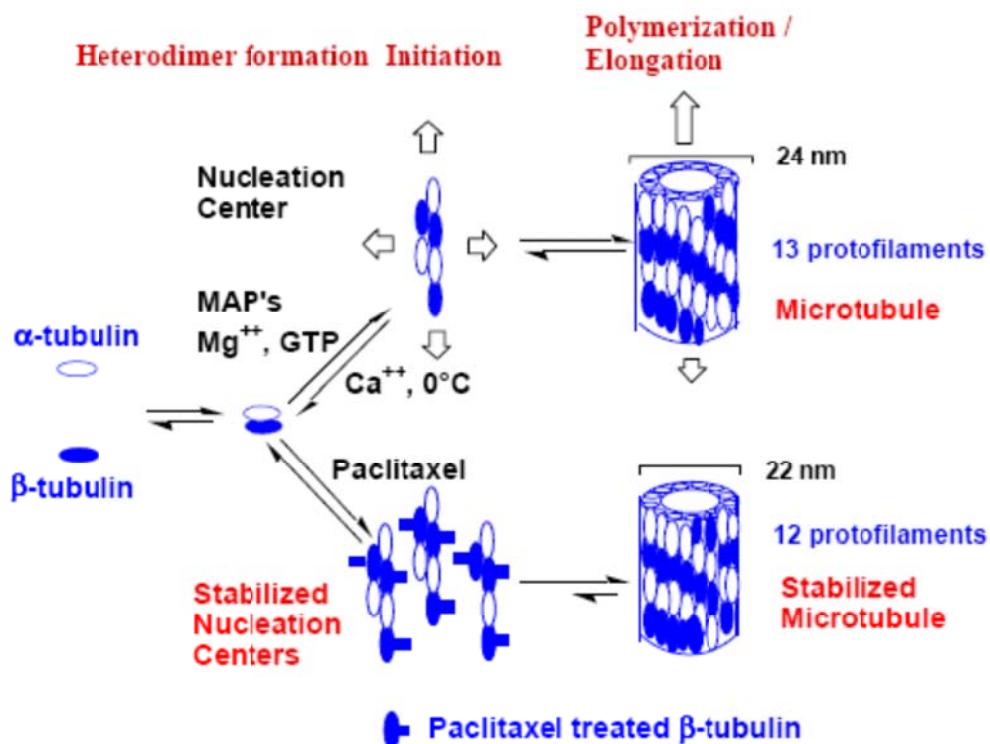 Heterodimer formation Initiation
Polymerization /
Elongation
24 nm
Nucleation
Center
13 protofilaments
MAP's
Microtubule
α-tubulin
Mg++, GTP
Ca++, 0°C
Paclitaxel
β-tubulin
22 nm
12 protofilaments
Stabilized
Nucleation
Centers
Stabilized
Microtubule
Paclitaxel treated β-tubulin